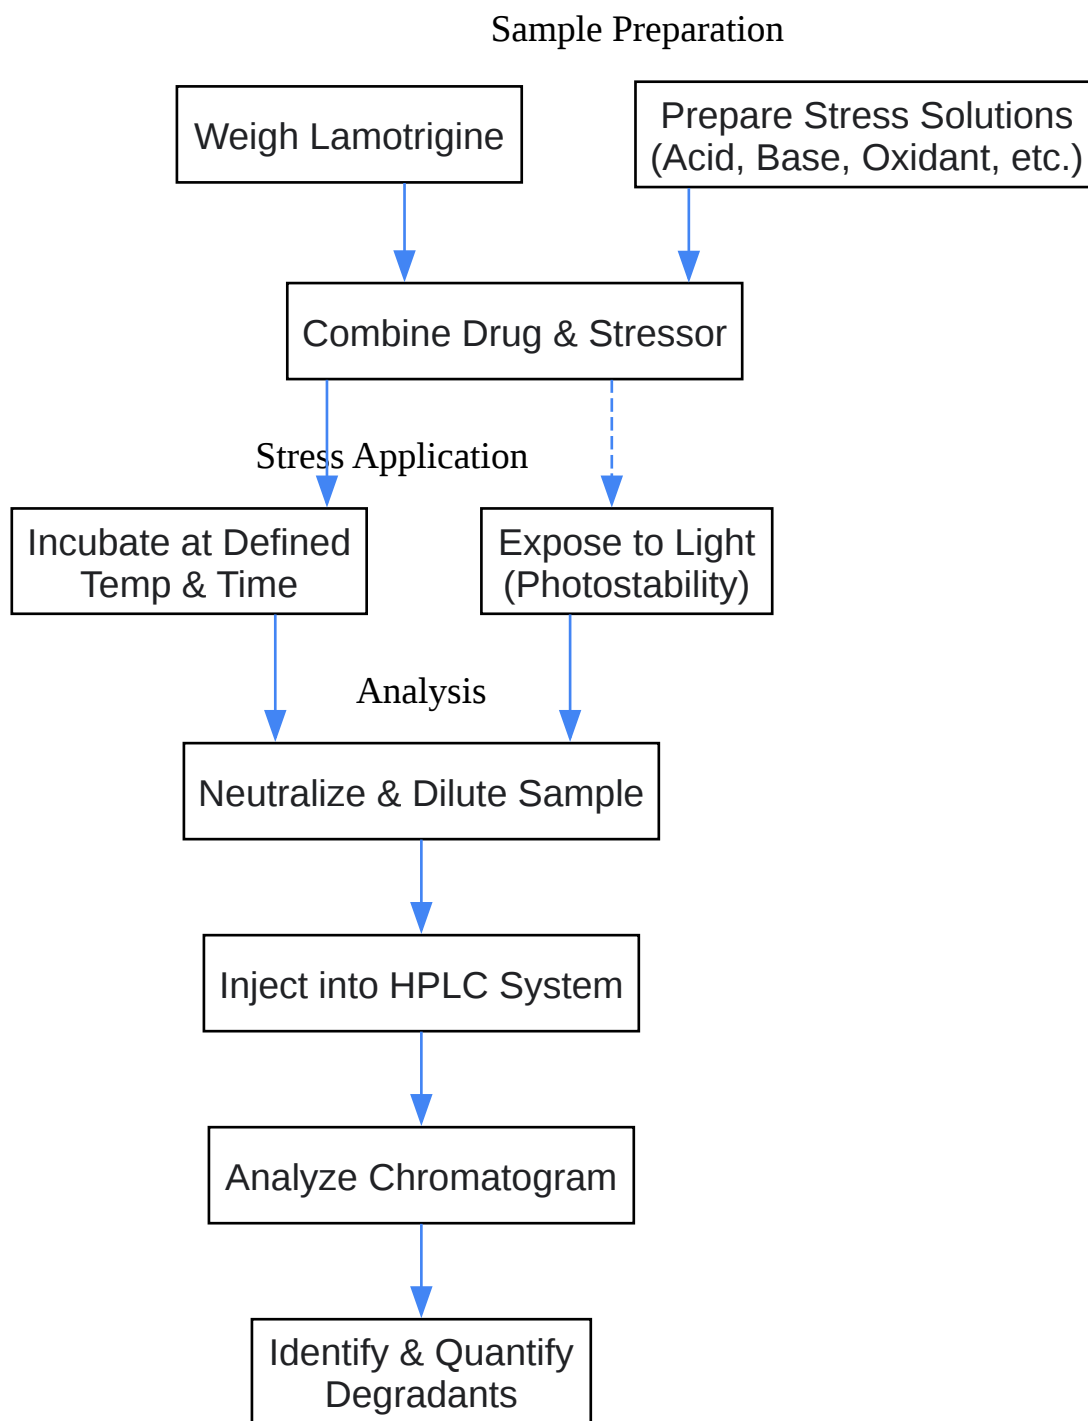 Sample Preparation
Weigh Lamotrigine
Prepare Stress Solutions
(Acid, Base, Oxidant, etc.)
Combine Drug & Stressor
Stress Application
Incubate at Defined
Temp & Time
Expose to Light
(Photostability)
Analysis
Neutralize & Dilute Sample
Inject into HPLC System
Analyze Chromatogram
Identify & Quantify
Degradants